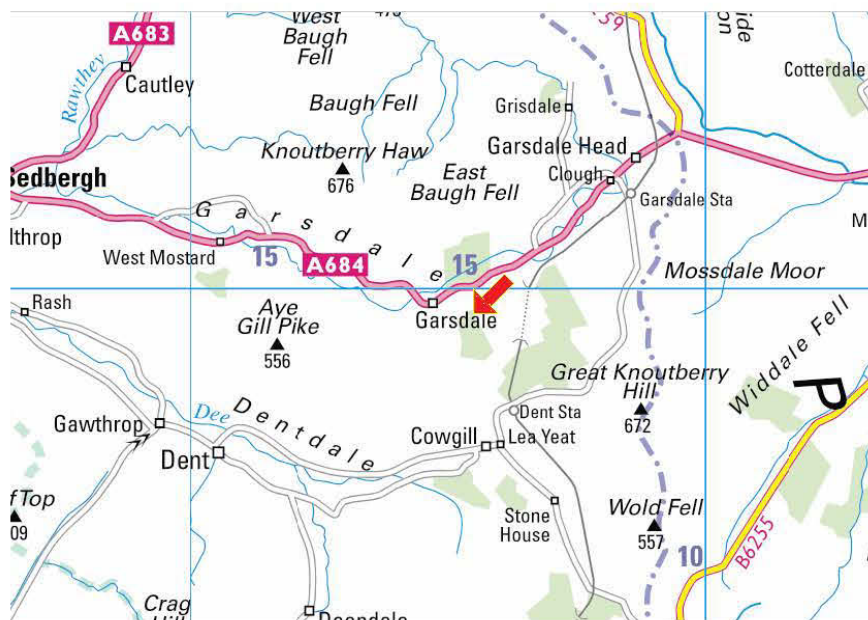 West
Baugh
Fell
A683
Cautley
Rawthey
Baugh Fell
Knoutberry Haw
676
Grisdale
Garsdale Head
Clough
East
Baugh Fell
Garsdale Sta
Cotterdale
Sedbergh
Garsdale
West Mostard
15
A684
15
Mossdale Moor
Rash
Aye
Gill Pike
556
Garsdale
Widdale Fell
P
Great Knoutberry
Hill
672
Gawthrop
Dee
Dentdale
Dent
Cowgill
Lea Yeat
Dent Sta
Stone
House
Wold Fell
557
10
B6255
f Top
09
Crag